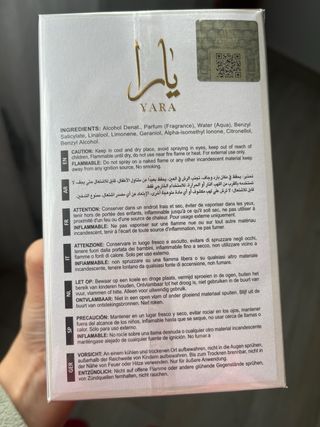 يارا
YARA
INGREDIENTS: Alcohol Denat., Parfum (Fragrance), Water (Aqua), Benzyl
Salicylate, Linalool, Limonene, Geraniol, Alpha-isomethyl Ionone, Citronellol,
Benzyl Alcohol.
EN
CAUTION: Keep in cool and dry place, avoid spraying in eyes, keep out of reach of
children, Flammable until dry, do not use near fire flame or heat. For external use only.
FLAMMABLE: Do not spray on naked flame or any other incandescent material keep
away from any ignition source, No smoking.
AR
FR
ATTENTION: Conserver dans un endroit frais et sec, éviter de vaporiser dans les yeux,
tenir hors de portée des enfants, inflammable jusqu'à ce qu'il soit sec, ne pas utiliser à
proximité d'un feu ou d'une source de chaleur. Pour usage externe uniquement.
INFLAMMABLE: Ne pas vaporiser sur une flamme nue ou sur tout autre matériau
incandescent, tenir à l'écart de toute source d'inflammation, ne pas fumer.
IT
ATTENZIONE: Conservare in luogo fresco e asciutto, evitare di spruzzare negli occhi,
tenere fuori dalla portata dei bambini, infiammabile fino a secco, non utilizzare vicino a
fiamme o fonti di calore. Solo per uso esterno.
INFIAMMABILE: non spruzzare su una fiamma libera o su qualsiasi altro materiale
incandescente, tenere lontano da qualsiasi fonte di accensione, non fumare.
NL
LET OP: Bewaar op een koele en droge plaats, vermijd sproeien in de ogen, buiten het
bereik van kinderen houden, Ontvlambaar tot het droog is, niet gebruiken in de buurt van
vuur, vlammen of hitte. Alleen voor uitwendig gebruik.
ONTVLAMBAAR: Niet in een open vlam of ander gloeiend materiaal spuiten. Blijf uit de buurt
van ontstekingsbronnen. Niet roken.
SP
PRECAUCIÓN: Mantener en un lugar fresco y seco, evitar rociar en los ojos, mantener
fuera del alcance de los niños, Inflamable hasta que se seque, no usar cerca de llamas o
calor. Solo para uso externo.
INFLAMABLE: No rocíe sobre una llama desnuda o cualquier otro material incandescente
manténgase alejado de cualquier fuente de ignición. No fumar
GER
VORSICHT: An einem kühlen und trockenen Ort aufbewahren, nicht in die Augen sprühen,
außerhalb der Reichweite von Kindern aufbewahren, Bis zum Trocknen brennbar, nicht in
der Nähe von Feuer oder Hitze verwenden. Nur für äußere Anwendung.
ENTZÜNDLICH: Nicht auf offene Flamme oder andere glühende Gegenstände sprühen,
von Zündquellen fernhalten, nicht rauchen.